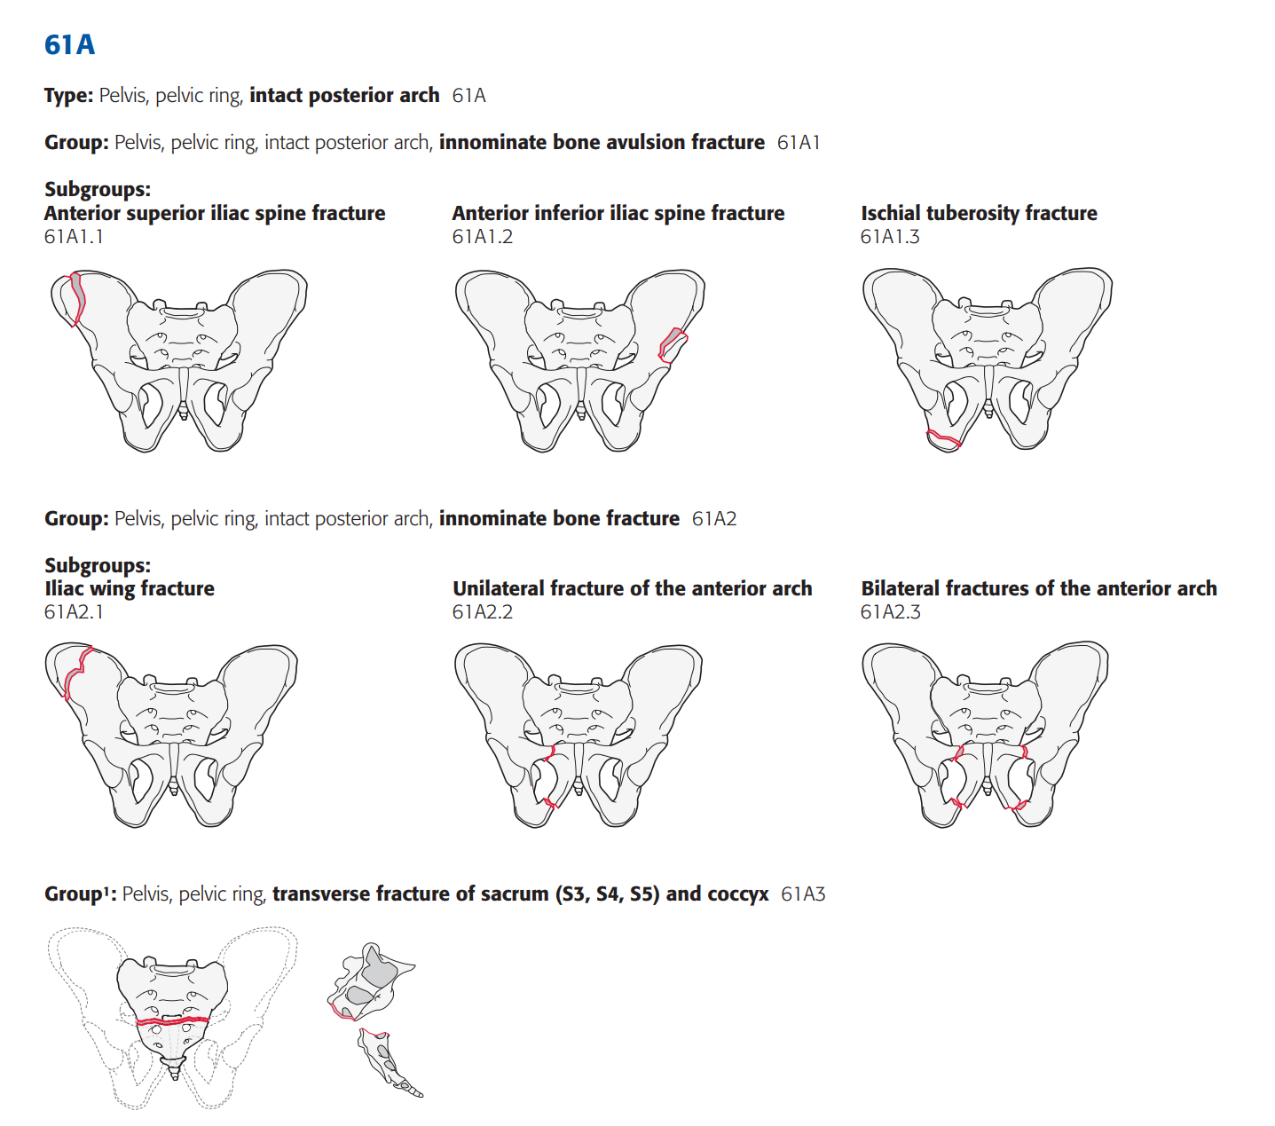 61A
Type: Pelvis, pelvic ring, intact posterior arch 61A
Group: Pelvis, pelvic ring, intact posterior arch, innominate bone avulsion fracture 61A1
Subgroups:
Anterior superior iliac spine fracture
61A1.1
Anterior inferior iliac spine fracture
61A1.2
Ischial tuberosity fracture
61A1.3
Group: Pelvis, pelvic ring, intact posterior arch, innominate bone fracture 61A2
Subgroups:
Iliac wing fracture
61A2.1
Unilateral fracture of the anterior arch
61A2.2
Bilateral fractures of the anterior arch
61A2.3
Group¹: Pelvis, pelvic ring, transverse fracture of sacrum (S3, S4, S5) and coccyx 61A3